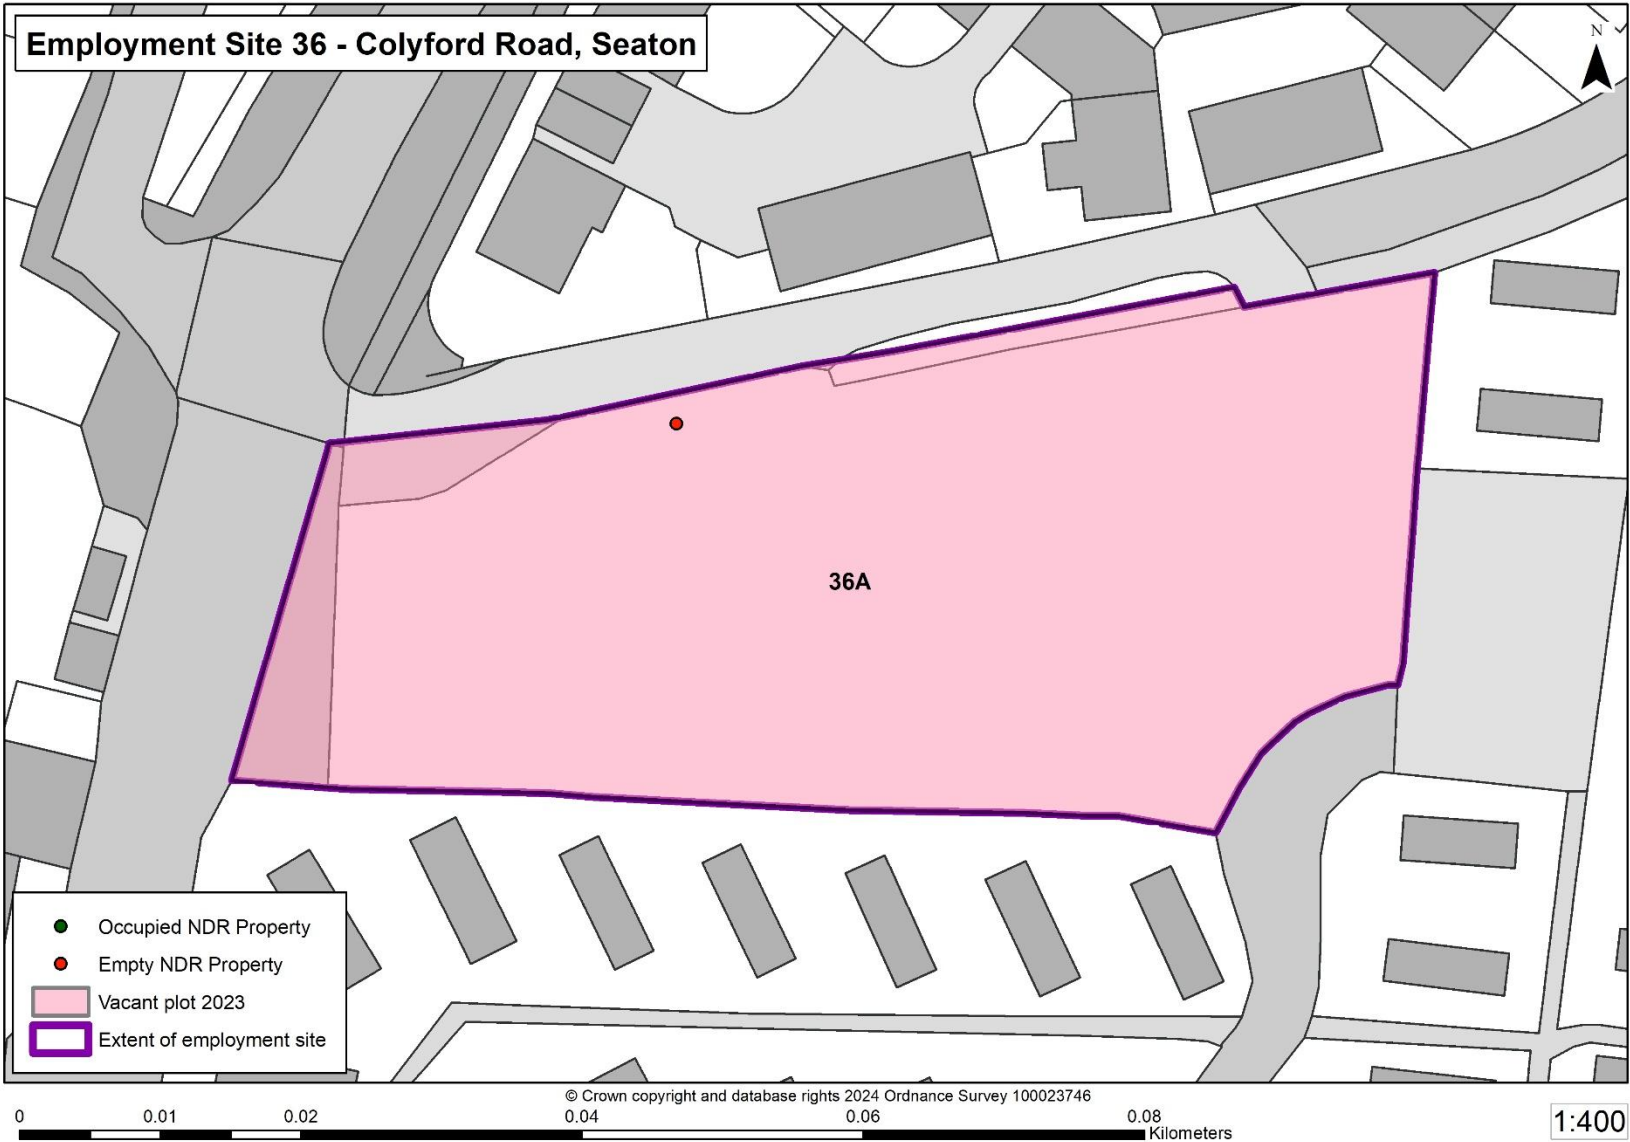 Employment Site 36 - Colyford Road, Seaton
N
36A
Occupied NDR Property
Empty NDR Property
Vacant plot 2023
Extent of employment site
© Crown copyright and database rights 2024 Ordnance Survey 100023746
0 0.01 0.02 0.04 0.06 0.08
Kilometers
1:400